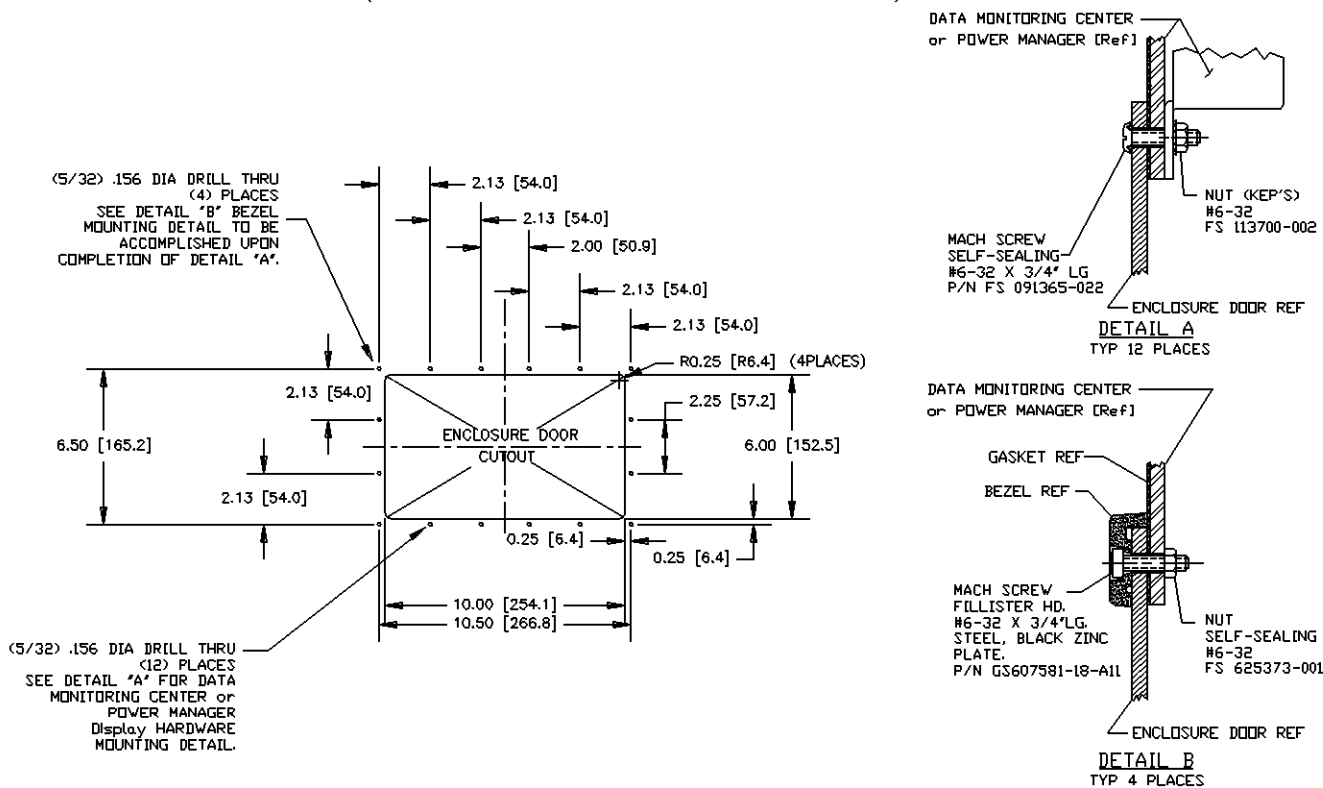 (5/32) .156 DIA DRILL THRU
(4) PLACES
SEE DETAIL "B" BEZEL
MOUNTING DETAIL TO BE
ACCOMPLISHED UPON
COMPLETION OF DETAIL "A".
2.13 [54.0]
2.13 [54.0]
2.00 [50.9]
2.13 [54.0]
2.13 [54.0]
R0.25 [R6.4] (4PLACES)
2.13 [54.0]
2.25 [57.2]
6.50 [165.2]
ENCLOSURE DOOR
CUTOUT
6.00 [152.5]
2.13 [54.0]
0.25 [6.4]
0.25 [6.4]
10.00 [254.1]
10.50 [266.8]
(5/32) .156 DIA DRILL THRU
(12) PLACES
SEE DETAIL "A" FOR DATA
MONITORING CENTER or
POWER MANAGER
Display HARDWARE
MOUNTING DETAIL.
DATA MONITORING CENTER
or POWER MANAGER [Ref]
NUT (KEP'S)
#6-32
FS 113700-002
MACH SCREW
SELF-SEALING
#6-32 X 3/4" LG
P/N FS 091365-022
ENCLOSURE DOOR REF
DETAIL A
TYP 12 PLACES
DATA MONITORING CENTER
or POWER MANAGER [Ref]
GASKET REF
BEZEL REF
MACH SCREW
FILLISTER HD.
#6-32 X 3/4"LG.
STEEL, BLACK ZINC
PLATE.
P/N GS607581-18-A11
NUT
SELF-SEALING
#6-32
FS 625373-001
ENCLOSURE DOOR REF
DETAIL B
TYP 4 PLACES